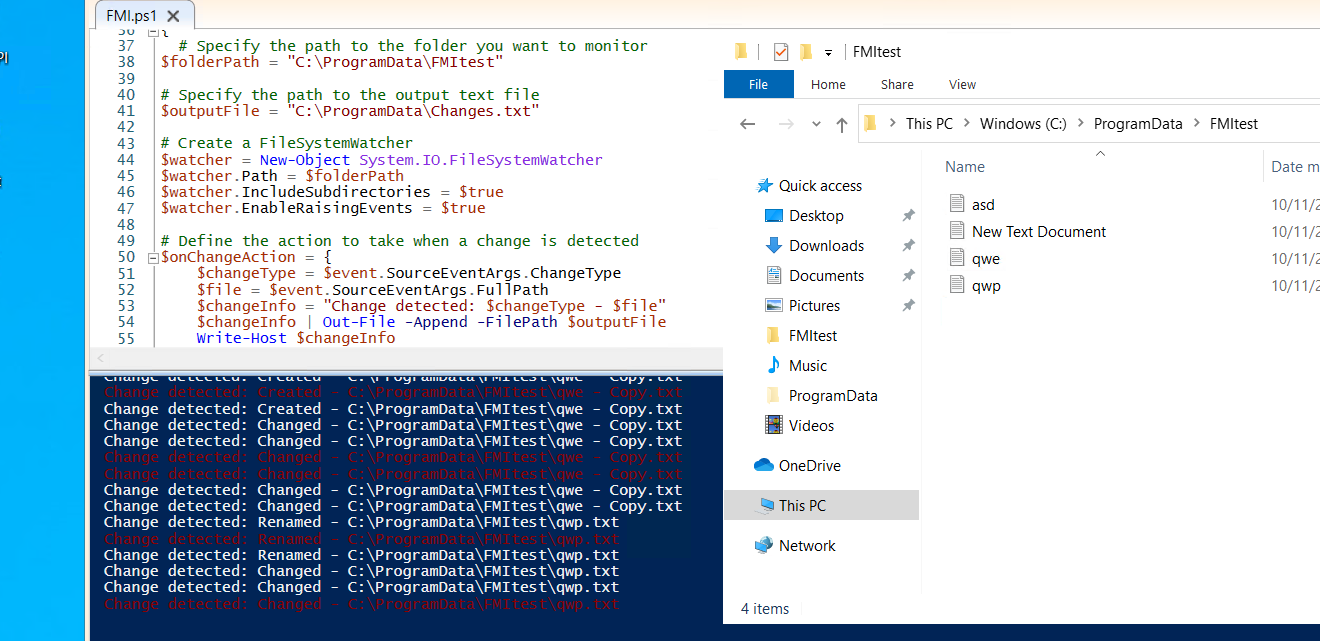 FMI.ps1
36 {
37 # Specify the path to the folder you want to monitor
38 $folderPath = "C:\ProgramData\FMItest"
39
40 # Specify the path to the output text file
41 $outputFile = "C:\ProgramData\Changes.txt"
42
43 # Create a FileSystemWatcher
44 $watcher = New-Object System.IO.FileSystemWatcher
45 $watcher.Path = $folderPath
46 $watcher.IncludeSubdirectories = $true
47 $watcher.EnableRaisingEvents = $true
48
49 # Define the action to take when a change is detected
50 $onChangeAction = {
51 $changeType = $event.SourceEventArgs.ChangeType
52 $file = $event.SourceEventArgs.FullPath
53 $changeInfo = "Change detected: $changeType - $file"
54 $changeInfo | Out-File -Append -FilePath $outputFile
55 Write-Host $changeInfo
Change detected: Created - C:\ProgramData\FMItest\qwe - Copy.txt
Change detected: Created - C:\ProgramData\FMItest\qwe - Copy.txt
Change detected: Created - C:\ProgramData\FMItest\qwe - Copy.txt
Change detected: Changed - C:\ProgramData\FMItest\qwe - Copy.txt
Change detected: Changed - C:\ProgramData\FMItest\qwe - Copy.txt
Change detected: Changed - C:\ProgramData\FMItest\qwe - Copy.txt
Change detected: Changed - C:\ProgramData\FMItest\qwe - Copy.txt
Change detected: Changed - C:\ProgramData\FMItest\qwe - Copy.txt
Change detected: Changed - C:\ProgramData\FMItest\qwe - Copy.txt
Change detected: Renamed - C:\ProgramData\FMItest\qwp.txt
Change detected: Renamed - C:\ProgramData\FMItest\qwp.txt
Change detected: Renamed - C:\ProgramData\FMItest\qwp.txt
Change detected: Changed - C:\ProgramData\FMItest\qwp.txt
Change detected: Changed - C:\ProgramData\FMItest\qwp.txt
Change detected: Changed - C:\ProgramData\FMItest\qwp.txt
FMItest
File Home Share View
This PC > Windows (C:) > ProgramData > FMItest
Name Date m
Quick access
Desktop
Downloads
Documents
Pictures
FMItest
Music
ProgramData
Videos
OneDrive
This PC
Network
asd 10/11/2
New Text Document 10/11/2
qwe 10/11/2
qwp 10/11/2
4 items